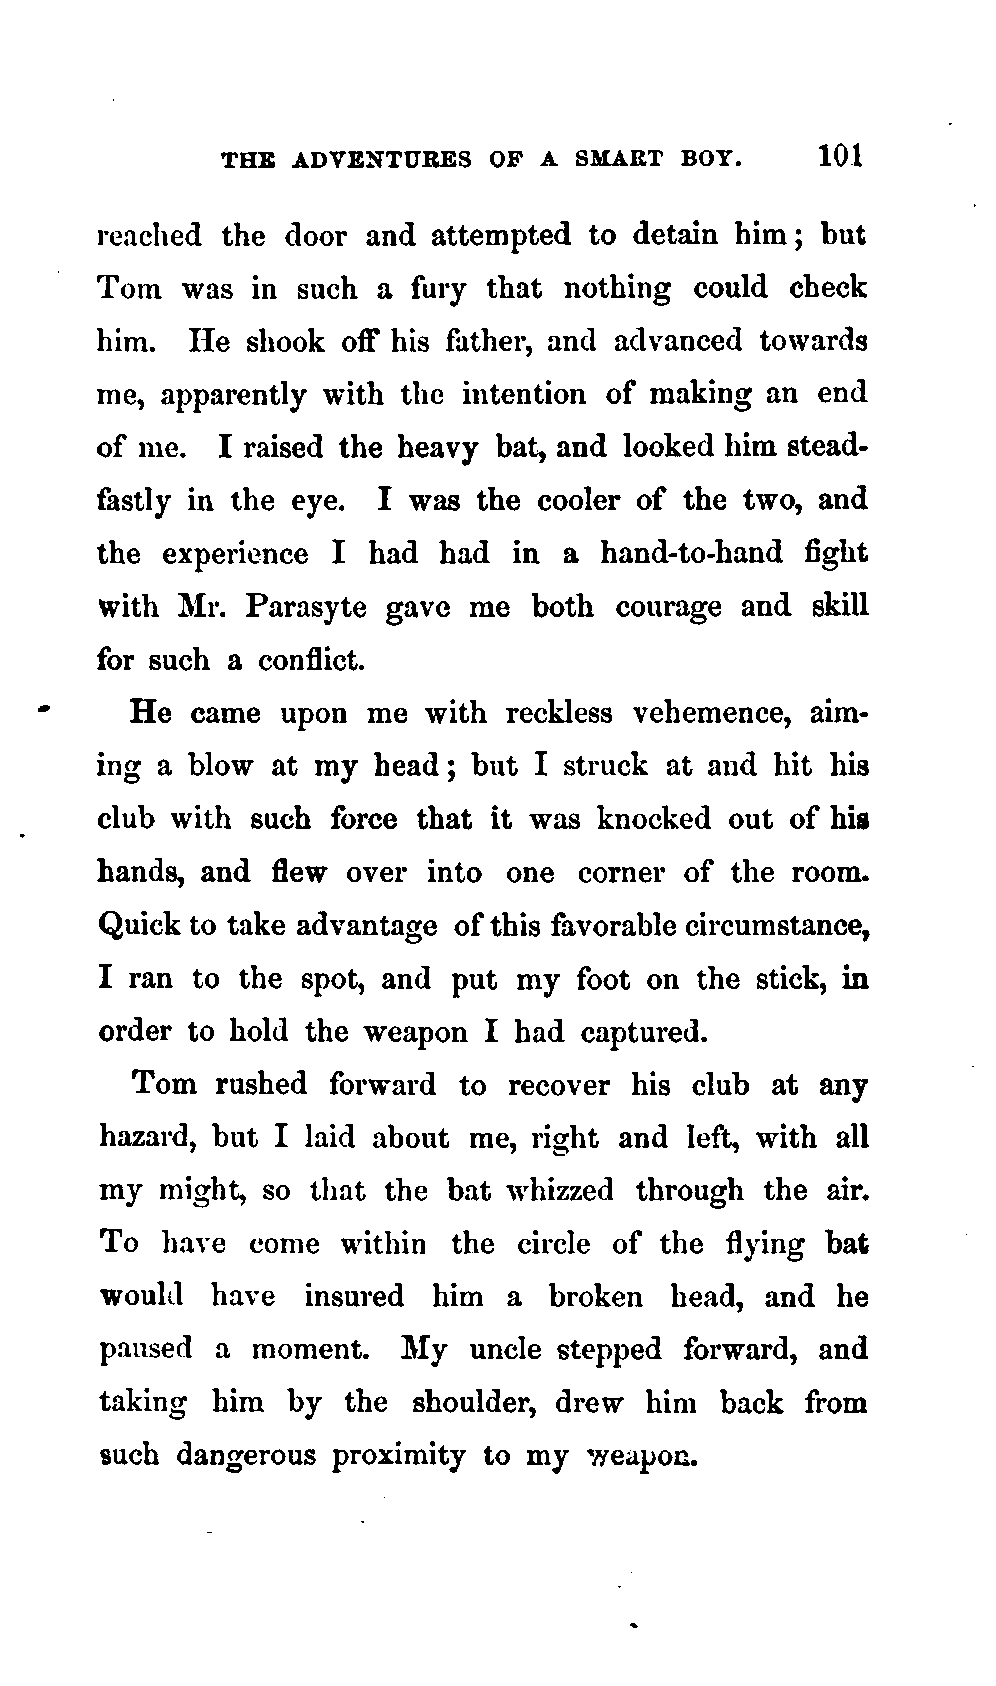 THE ADVENTURES OF A SMART BOY. 101
reached the door and attempted to detain him; but
Tom was in such a fury that nothing could check
him. He shook off his father, and advanced towards
me, apparently with the intention of making an end
of me. I raised the heavy bat, and looked him stead-
fastly in the eye. I was the cooler of the two, and
the experience I had had in a hand-to-hand fight
with Mr. Parasyte gave me both courage and skill
for such a conflict.
He came upon me with reckless vehemence, aim-
ing a blow at my head; but I struck at and hit his
club with such force that it was knocked out of his
hands, and flew over into one corner of the room.
Quick to take advantage of this favorable circumstance,
I ran to the spot, and put my foot on the stick, in
order to hold the weapon I had captured.
Tom rushed forward to recover his club at any
hazard, but I laid about me, right and left, with all
my might, so that the bat whizzed through the air.
To have come within the circle of the flying bat
would have insured him a broken head, and he
paused a moment. My uncle stepped forward, and
taking him by the shoulder, drew him back from
such dangerous proximity to my weapon.